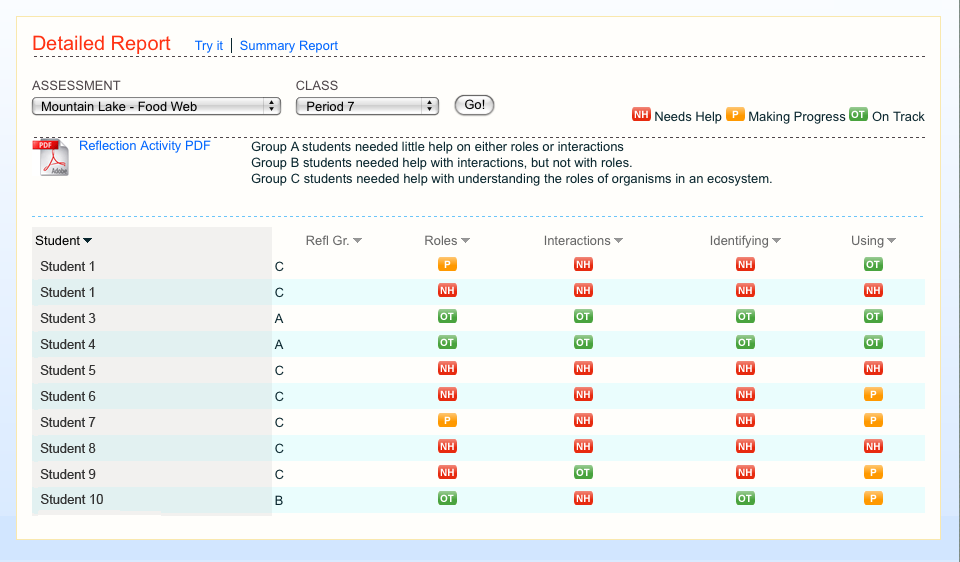 Detailed Report Try it | Summary Report
ASSESSMENT CLASS
Mountain Lake - Food Web Period 7 Go!
NH Needs Help P Making Progress OT On Track
PDF Adobe Reflection Activity PDF
Group A students needed little help on either roles or interactions
Group B students needed help with interactions, but not with roles.
Group C students needed help with understanding the roles of organisms in an ecosystem.
Student Refl Gr. Roles Interactions Identifying Using
Student 1 C P NH NH OT
Student 1 C NH NH NH NH
Student 3 A OT OT OT OT
Student 4 A OT OT OT OT
Student 5 C NH NH NH NH
Student 6 C NH NH NH P
Student 7 C P NH NH P
Student 8 C NH NH NH NH
Student 9 C NH OT NH P
Student 10 B OT NH OT P